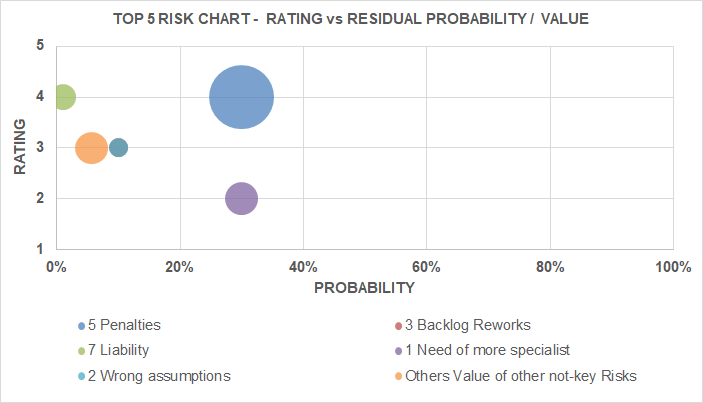 TOP 5 RISK CHART -  RATING vs RESIDUAL PROBABILITY /  VALUE
5
4
3
2
1
RATING
0% 20% 40% 60% 80% 100%
PROBABILITY
5 Penalties
3 Backlog Reworks
7 Liability
1 Need of more specialist
2 Wrong assumptions
Others Value of other not-key Risks